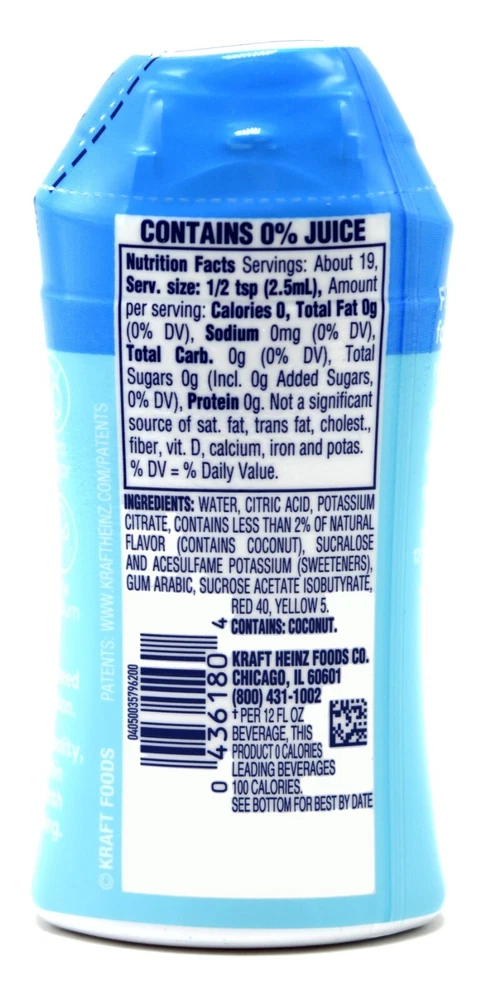 CONTAINS 0% JUICE
Nutrition Facts Servings: About 19,
Serv. size: 1/2 tsp (2.5mL), Amount
per serving: Calories 0, Total Fat 0g
(0% DV), Sodium 0mg (0% DV),
Total Carb. 0g (0% DV), Total
Sugars 0g (Incl. 0g Added Sugars,
0% DV), Protein 0g. Not a significant
source of sat. fat, trans fat, cholest.,
fiber, vit. D, calcium, iron and potas.
% DV = % Daily Value.
INGREDIENTS: WATER, CITRIC ACID, POTASSIUM
CITRATE, CONTAINS LESS THAN 2% OF NATURAL
FLAVOR (CONTAINS COCONUT), SUCRALOSE
AND ACESULFAME POTASSIUM (SWEETENERS),
GUM ARABIC, SUCROSE ACETATE ISOBUTYRATE,
RED 40, YELLOW 5.
CONTAINS: COCONUT.
KRAFT HEINZ FOODS CO.
CHICAGO, IL 60601
(800) 431-1002
+PER 12 FL OZ
BEVERAGE, THIS
PRODUCT 0 CALORIES
LEADING BEVERAGES
100 CALORIES.
SEE BOTTOM FOR BEST BY DATE
04050035796200
0 436180 4
© KRAFT FOODS PATENTS: WWW.KRAFTHEINZ.COM/PATENTS